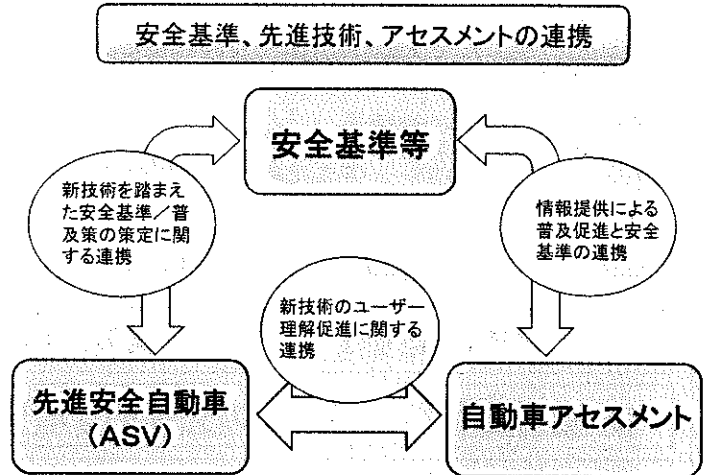 安全基準、先進技術、アセスメントの連携
安全基準等
新技術を踏まえ
た安全基準／普
及策の策定に関
する連携
情報提供による
普及促進と安全
基準の連携
新技術のユーザー
理解促進に関する
連携
先進安全自動車
(ASV)
自動車アセスメント